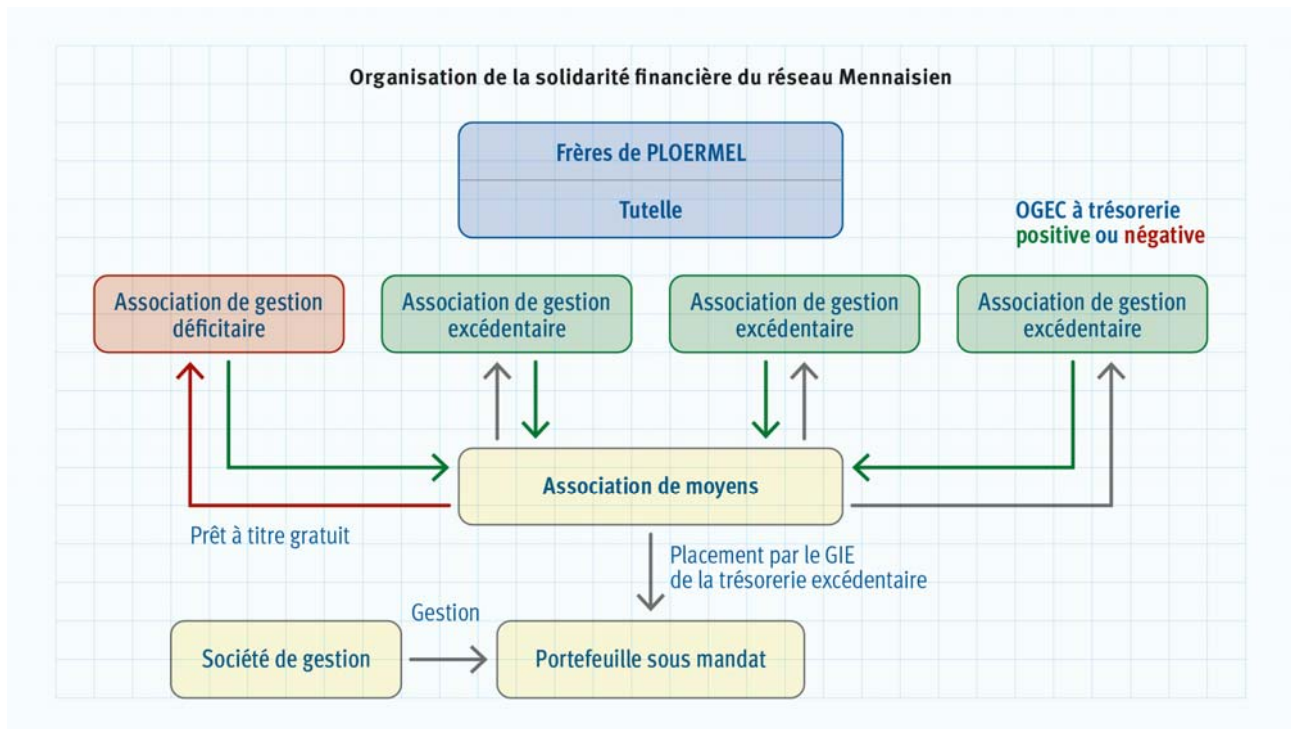 Organisation de la solidarité financière du réseau Mennaisien
Frères de PLOERMEL
Tutelle
OGEC à trésorerie
positive ou négative
Association de gestion
déficitaire
Association de gestion
excédentaire
Association de gestion
excédentaire
Association de gestion
excédentaire
Association de moyens
Prêt à titre gratuit
Placement par le GIE
de la trésorerie excédentaire
Gestion
Société de gestion
Portefeuille sous mandat